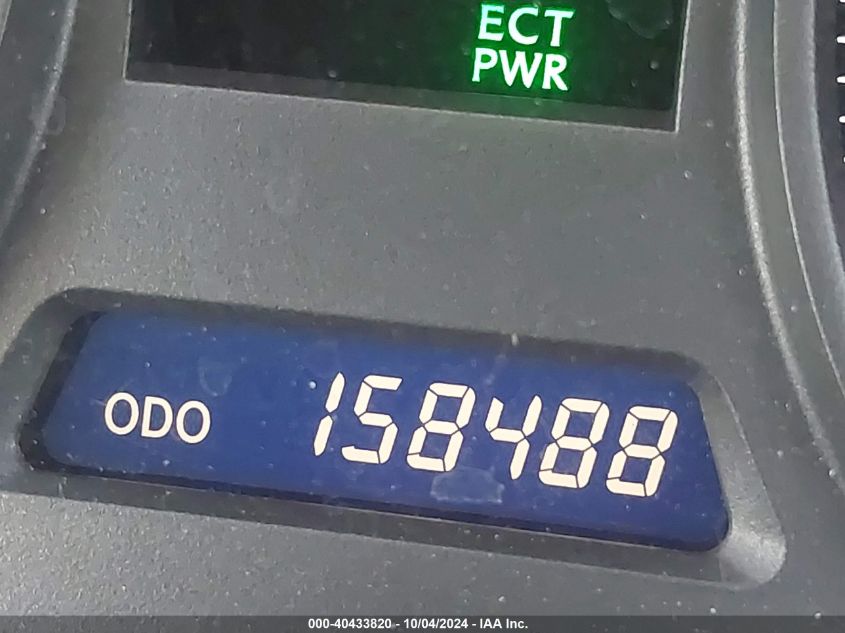 ECT
PWR
ODO 158488
000-40433820 - 10/04/2024 - IAA Inc.